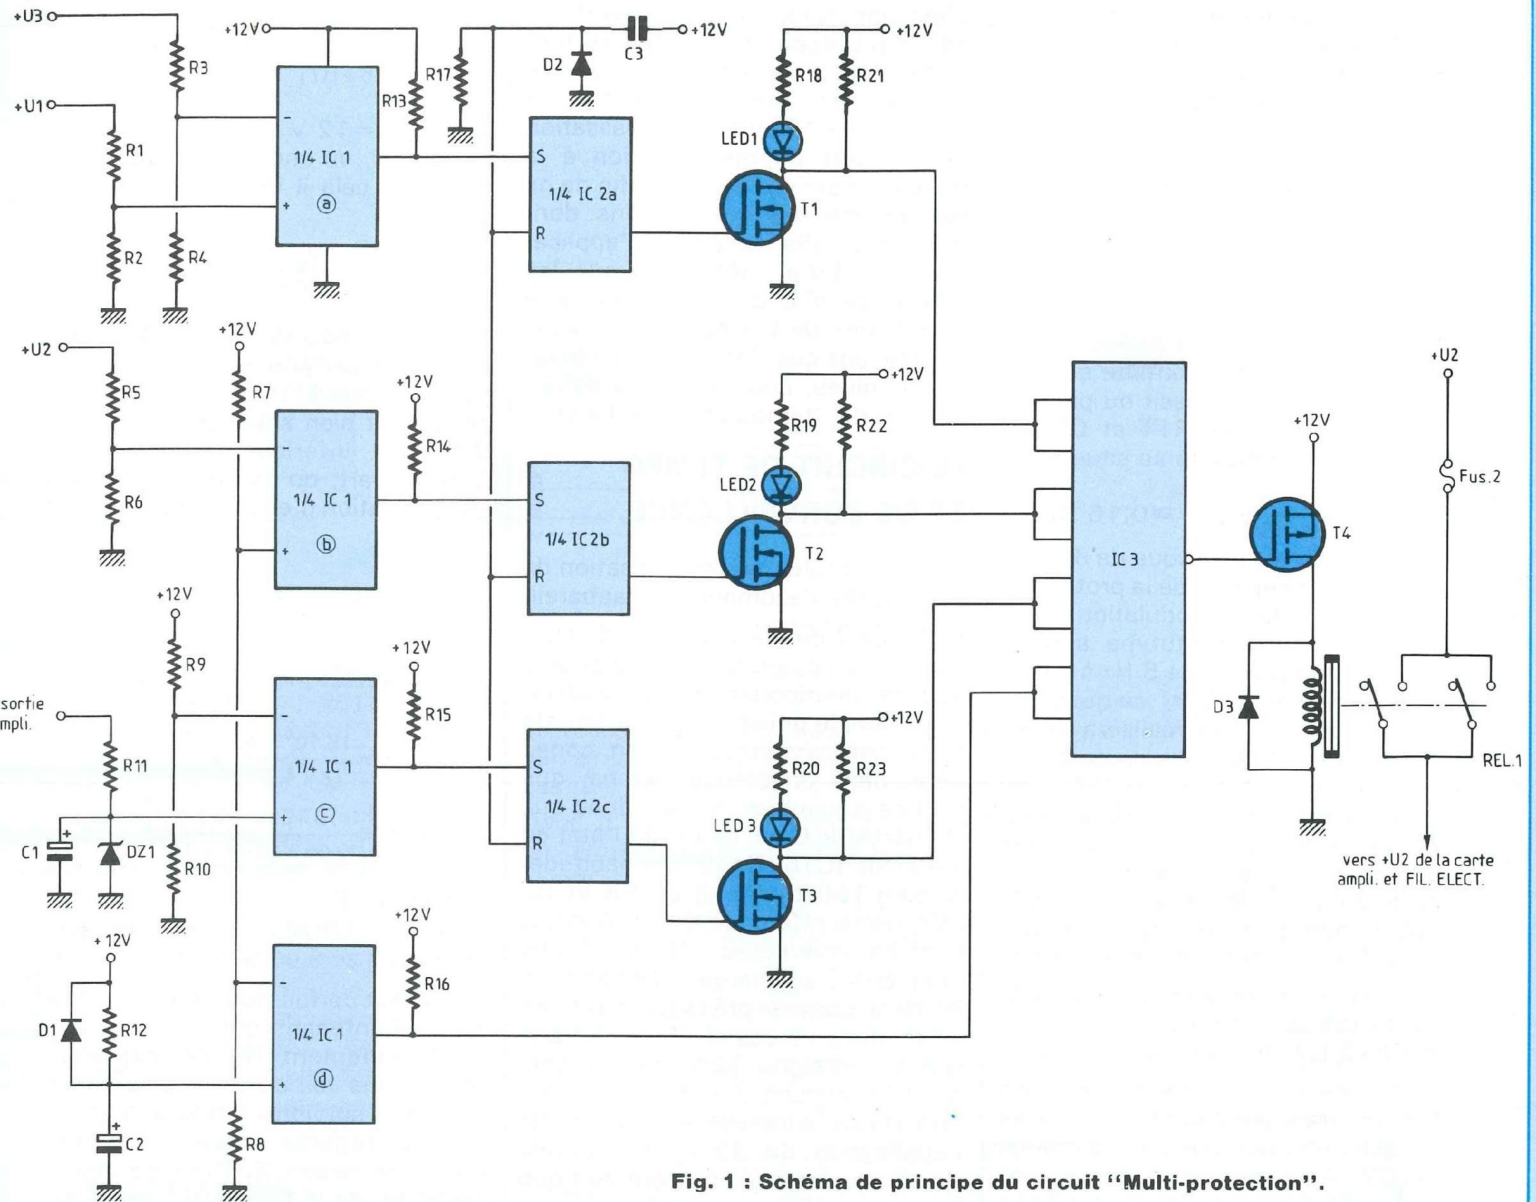 +U3
+12V
+12V
+12V
R3
R17
D2
C3
R18
R21
+U1
R13
R1
-
1/4 IC 1
S
LED1
1/4 IC 2a
+
a
T1
R
R2
R4
+12V
+U2
R5
R7
+12V
+12V
+U2
R14
R19
R22
+12V
-
R6
1/4 IC 1
S
LED2
Fus.2
1/4 IC2b
b
T2
IC 3
T4
+
R
+12V
R9
+12V
sortie
mpli.
-
R15
+12V
D3
R11
1/4 IC 1
S
R20
R23
REL.1
1/4 IC 2c
c
+
LED 3
C1
+
DZ1
R10
R
vers +U2 de la carte
ampli. et FIL. ELECT.
T3
+12V
+ 12V
R16
-
D1
R12
1/4 IC 1
d
+
+
C2
R8
Fig. 1 : Schéma de principe du circuit "Multi-protection".